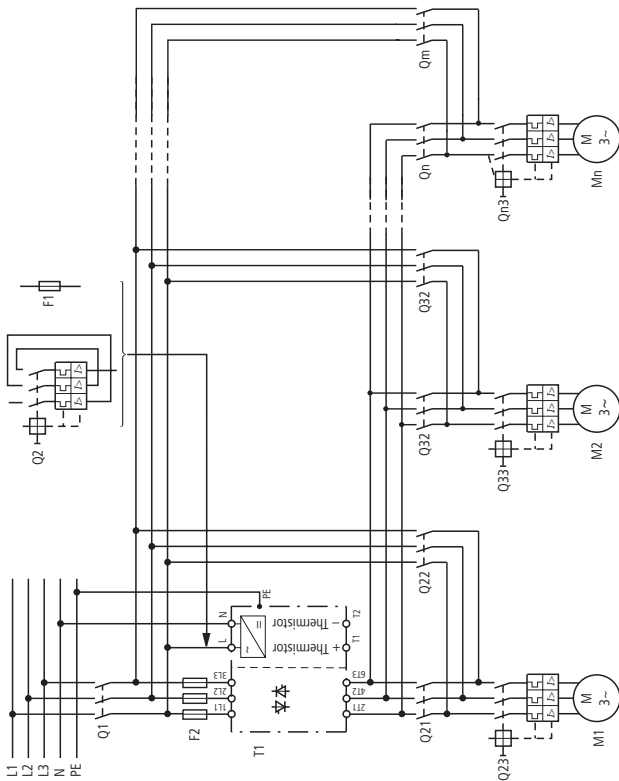 L1
L2
L3
N
PE
Q2
I> I> I>
F1
Q1
F2
1L1
2L2
3L3
L
N
PE
~
=
+ Thermistor
– Thermistor
T1
T2
T1
2T1
4T2
6T3
Q21
Q22
Q32
Q32
Qn
Qm
Q23
I> I> I>
Q33
I> I> I>
Qn3
I> I> I>
M
3~
M1
M
3~
M2
M
3~
Mn